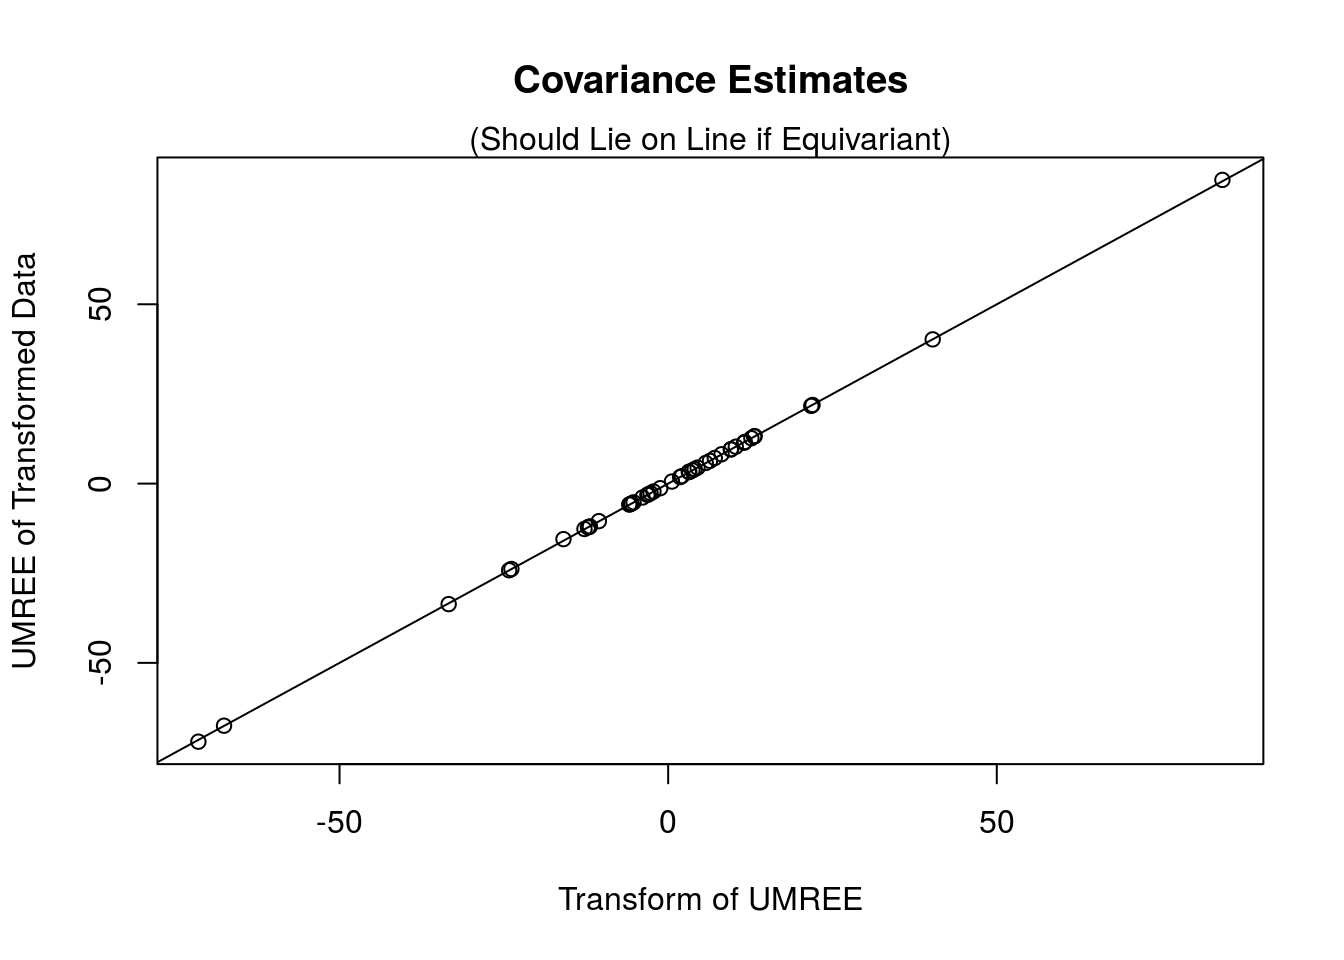 Covariance Estimates
(Should Lie on Line if Equivariant)
UMREE of Transformed Data
50
0
-50
-50 0 50
Transform of UMREE